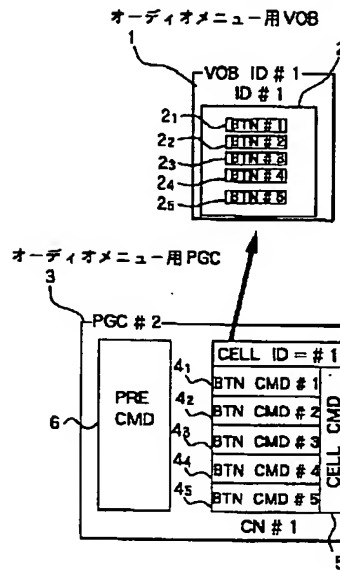 オーディオメニュー用VOB
1
2
VOB ID # 1
ID # 1
2₁ BTN # 1
2₂ BTN # 2
2₃ BTN # 3
2₄ BTN # 4
2₅ BTN # 5
オーディオメニュー用PGC
3
PGC # 2
CELL ID = # 1
PRE CMD
6
4₁ BTN CMD # 1
4₂ BTN CMD # 2
4₃ BTN CMD # 3
4₄ BTN CMD # 4
4₅ BTN CMD # 5
CELL CMD
CN # 1
5